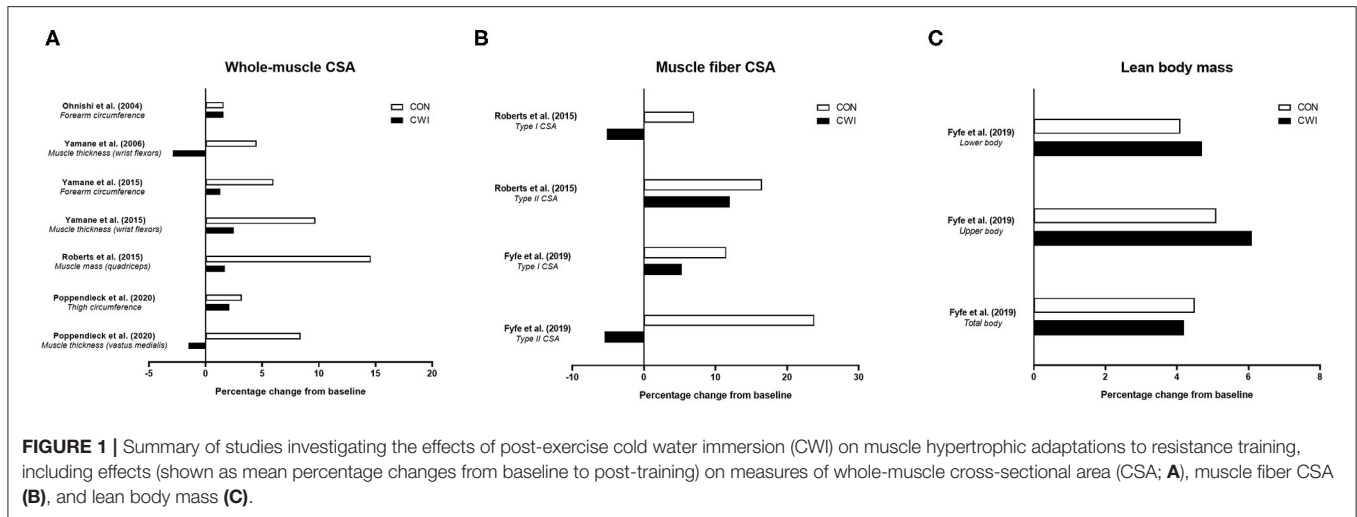 A
Whole-muscle CSA
CON
CWI
Ohnishi et al. (2004)
Forearm circumference
Yamane et al. (2006)
Muscle thickness (wrist flexors)
Yamane et al. (2015)
Forearm circumference
Yamane et al. (2015)
Muscle thickness (wrist flexors)
Roberts et al. (2015)
Muscle mass (quadriceps)
Poppendieck et al. (2020)
Thigh circumference
Poppendieck et al. (2020)
Muscle thickness (vastus medialis)
-5 0 5 10 15 20
Percentage change from baseline
B
Muscle fiber CSA
CON
CWI
Roberts et al. (2015)
Type I CSA
Roberts et al. (2015)
Type II CSA
Fyfe et al. (2019)
Type I CSA
Fyfe et al. (2019)
Type II CSA
-10 0 10 20 30
Percentage change from baseline
C
Lean body mass
CON
CWI
Fyfe et al. (2019)
Lower body
Fyfe et al. (2019)
Upper body
Fyfe et al. (2019)
Total body
0 2 4 6 8
Percentage change from baseline
FIGURE 1 | Summary of studies investigating the effects of post-exercise cold water immersion (CWI) on muscle hypertrophic adaptations to resistance training,
including effects (shown as mean percentage changes from baseline to post-training) on measures of whole-muscle cross-sectional area (CSA; A), muscle fiber CSA
(B), and lean body mass (C).